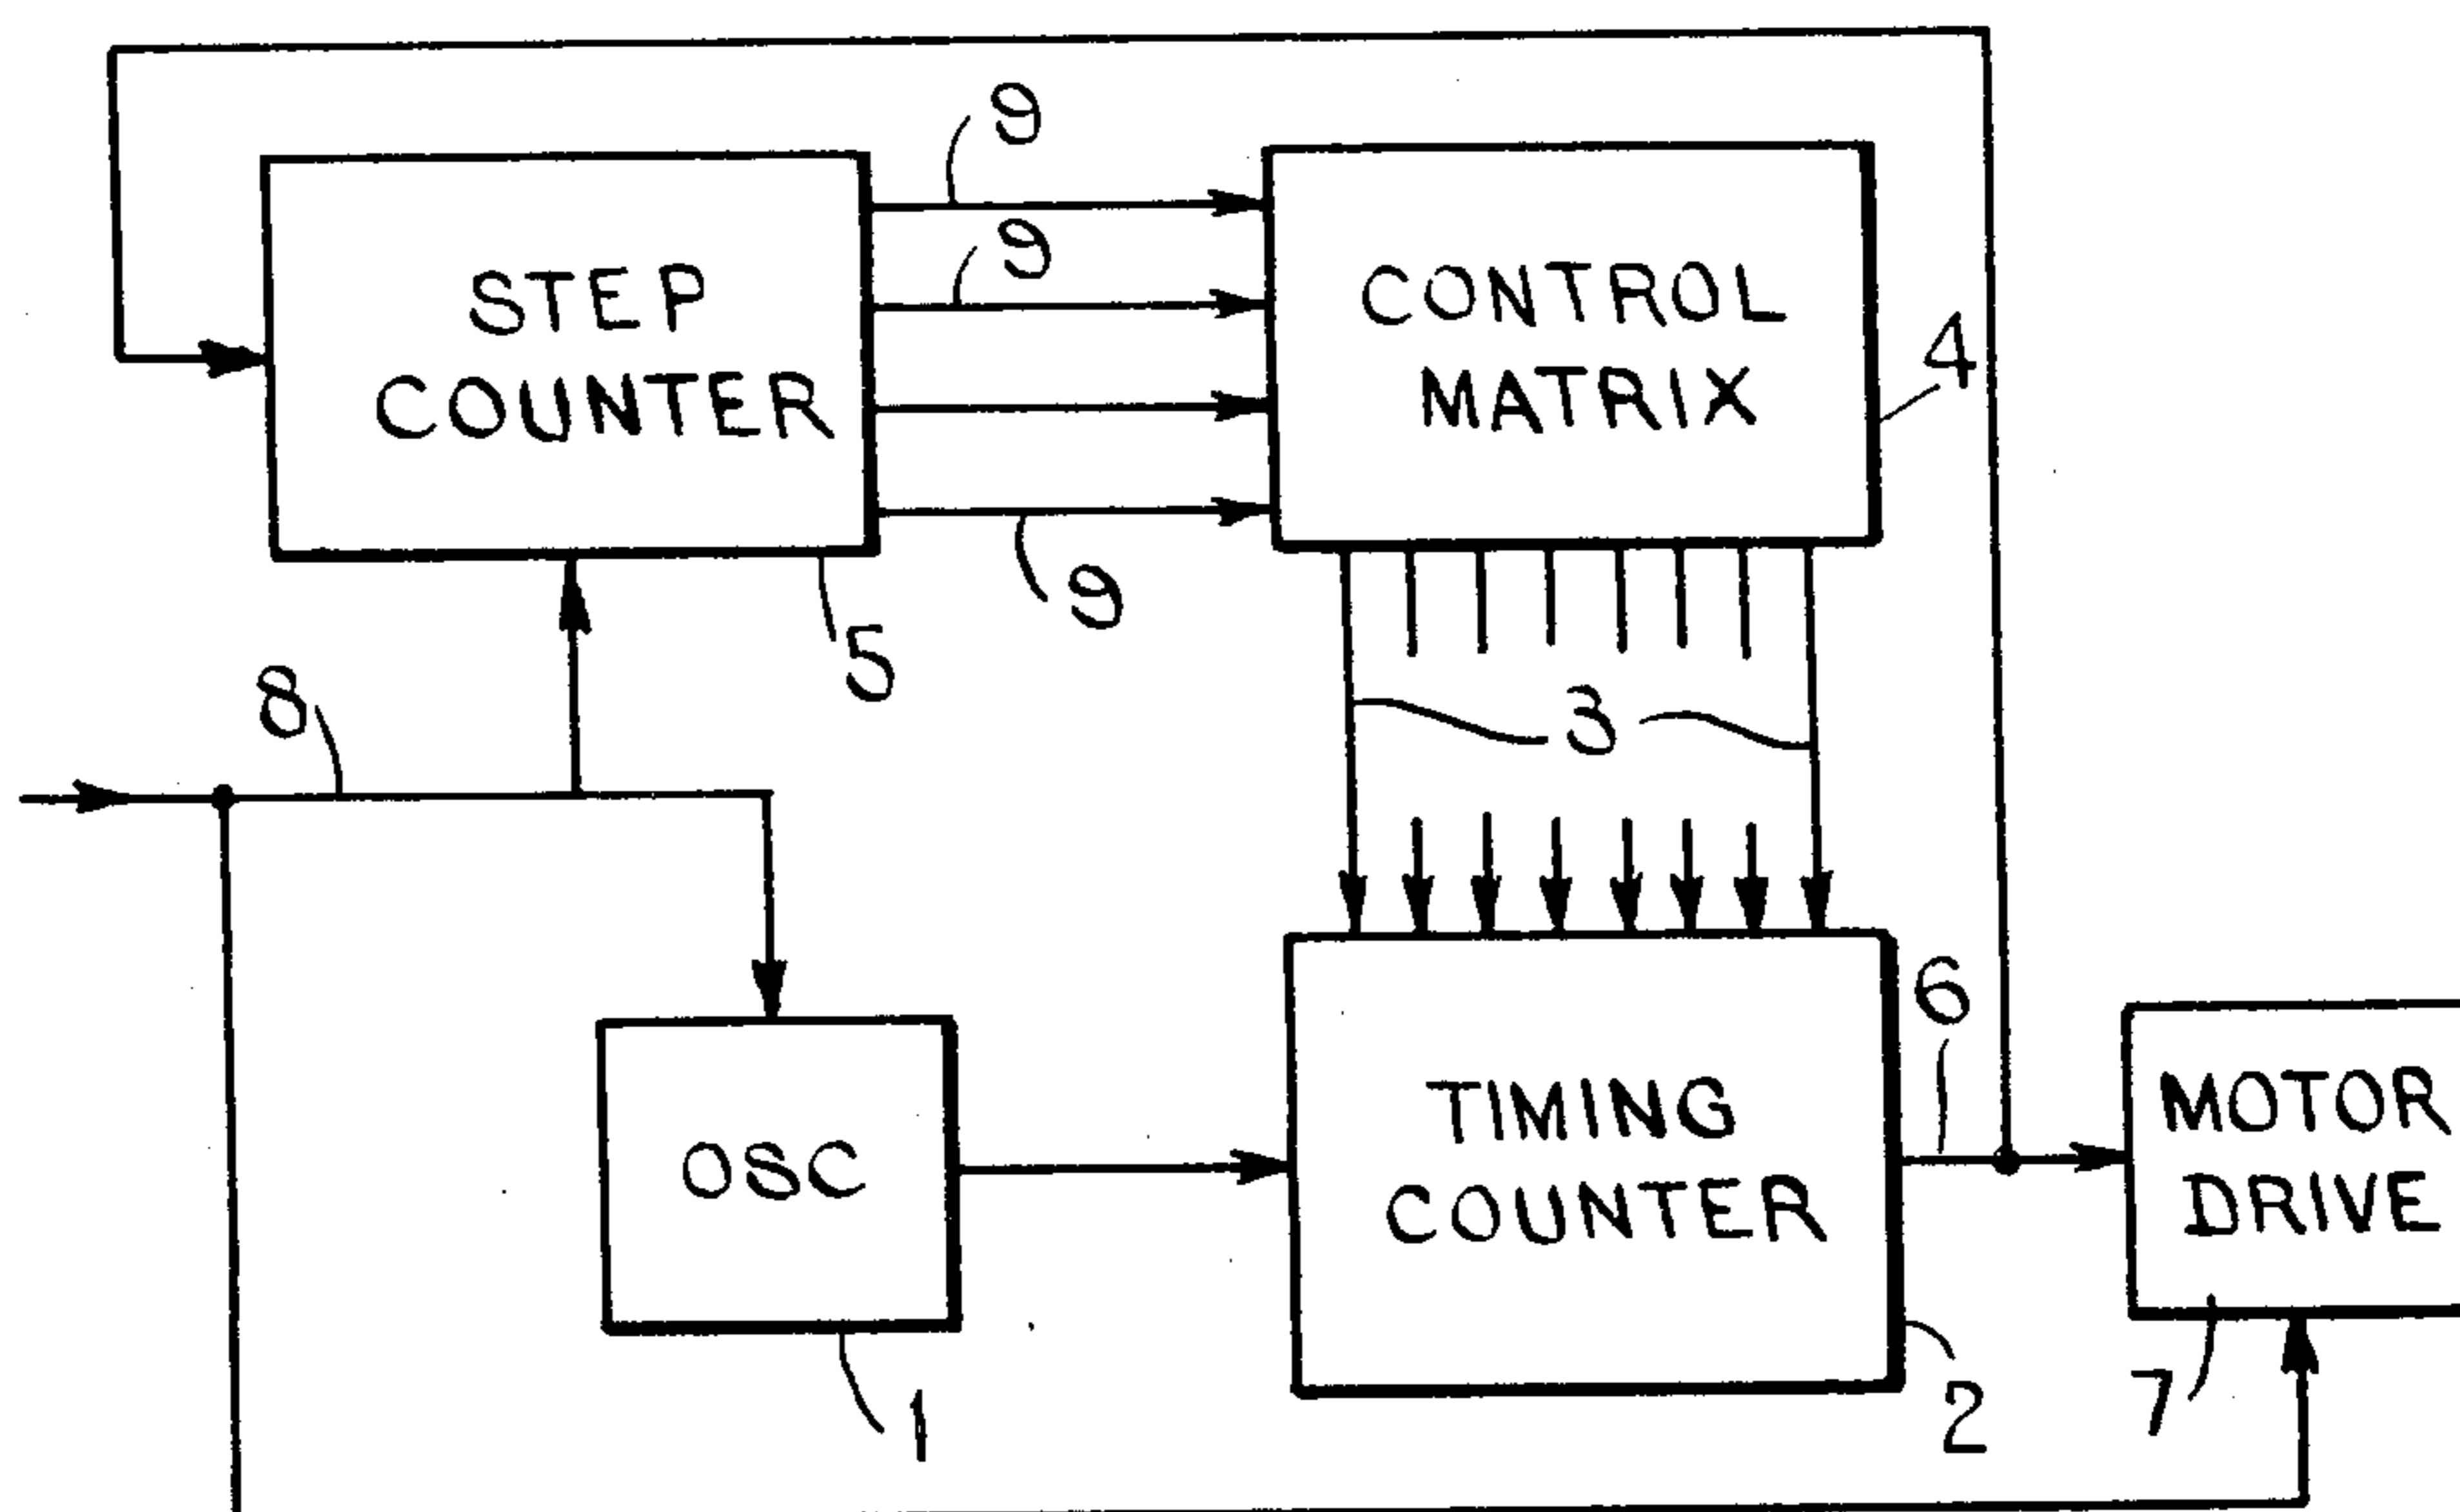 9
9
STEP
COUNTER
CONTROL
MATRIX
4
9
5
8
3
6
OSC
TIMING
COUNTER
MOTOR
DRIVE
1
2
7